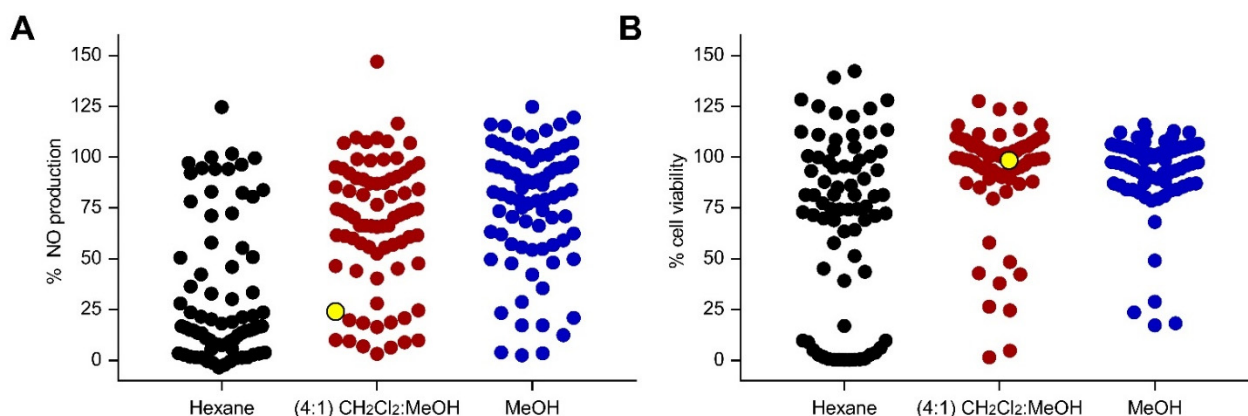 A
% NO production
150
125
100
75
50
25
0
Hexane
(4:1) CH₂Cl₂:MeOH
MeOH
B
% cell viability
150
125
100
75
50
25
0
Hexane
(4:1) CH₂Cl₂:MeOH
MeOH